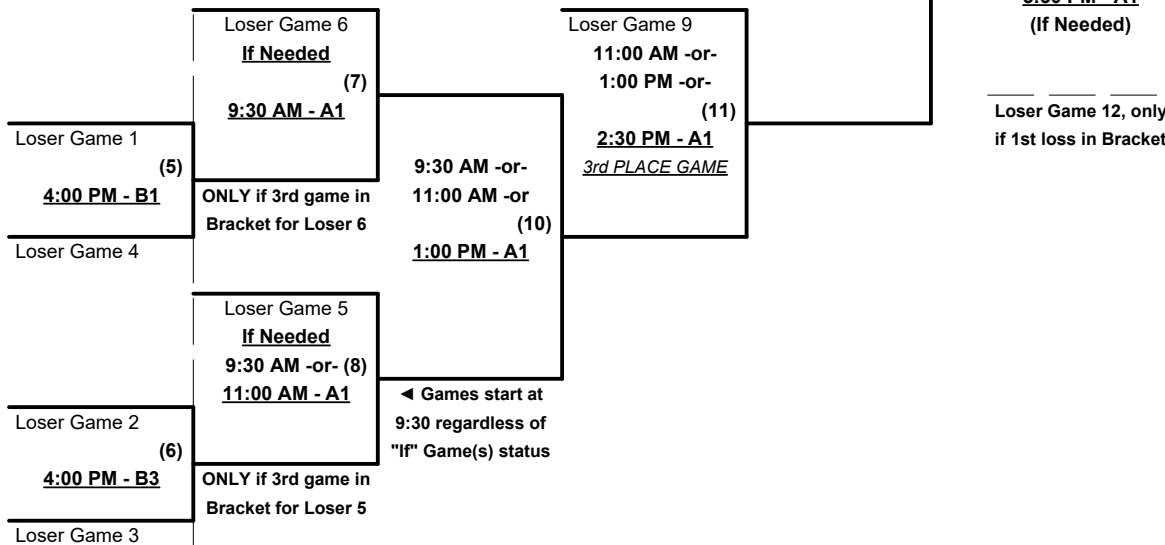 Loser Game 6
If Needed
(7)
9:30 AM - A1
Loser Game 1
(5)
4:00 PM - B1
ONLY if 3rd game in
Bracket for Loser 6
Loser Game 4
Loser Game 5
If Needed
9:30 AM -or- (8)
11:00 AM - A1
Loser Game 2
(6)
4:00 PM - B3
ONLY if 3rd game in
Bracket for Loser 5
Loser Game 3
9:30 AM -or-
11:00 AM -or
(10)
1:00 PM - A1
◄ Games start at
9:30 regardless of
"If" Game(s) status
Loser Game 9
11:00 AM -or-
1:00 PM -or-
(11)
2:30 PM - A1
3rd PLACE GAME
(If Needed)
Loser Game 12, only
if 1st loss in Bracket